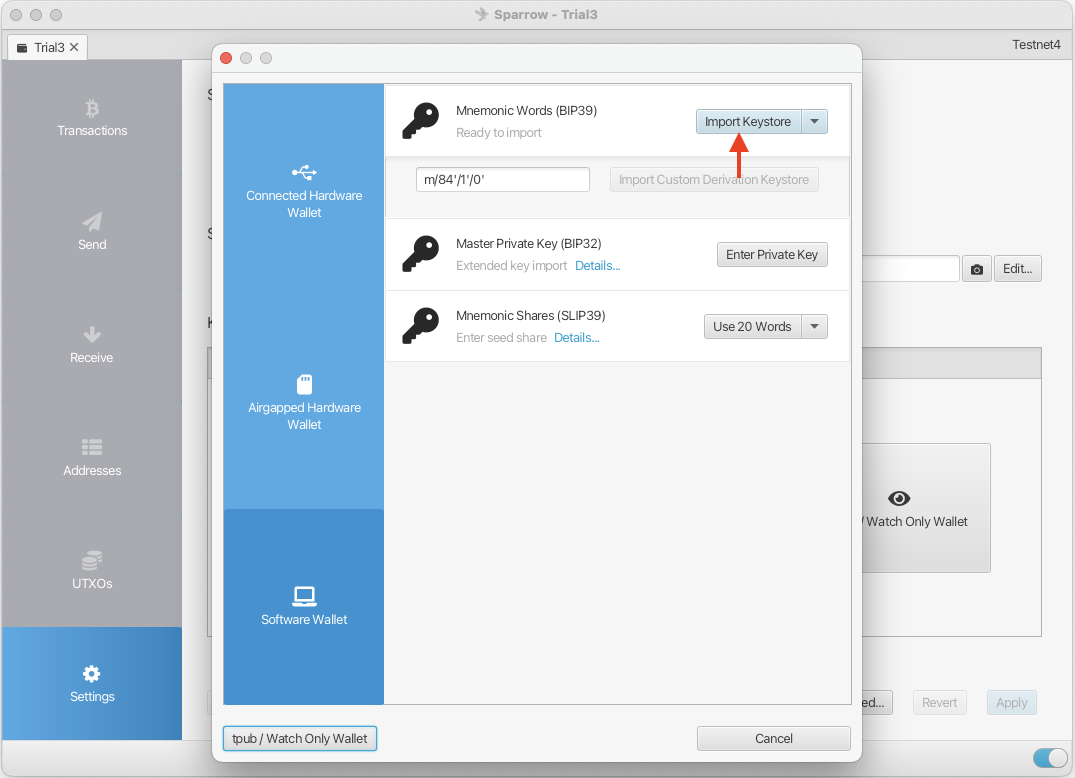 Sparrow - Trial3
Trial3
Testnet4
Transactions
Send
Receive
Addresses
UTXOs
Settings
Connected Hardware
Wallet
Airgapped Hardware
Wallet
Software Wallet
Mnemonic Words (BIP39)
Ready to import
Import Keystore
m/84'/1'/0'
Import Custom Derivation Keystore
Master Private Key (BIP32)
Extended key import Details...
Enter Private Key
Mnemonic Shares (SLIP39)
Enter seed share Details...
Use 20 Words
Edit...
/ Watch Only Wallet
ed...
Revert
Apply
tpub / Watch Only Wallet
Cancel